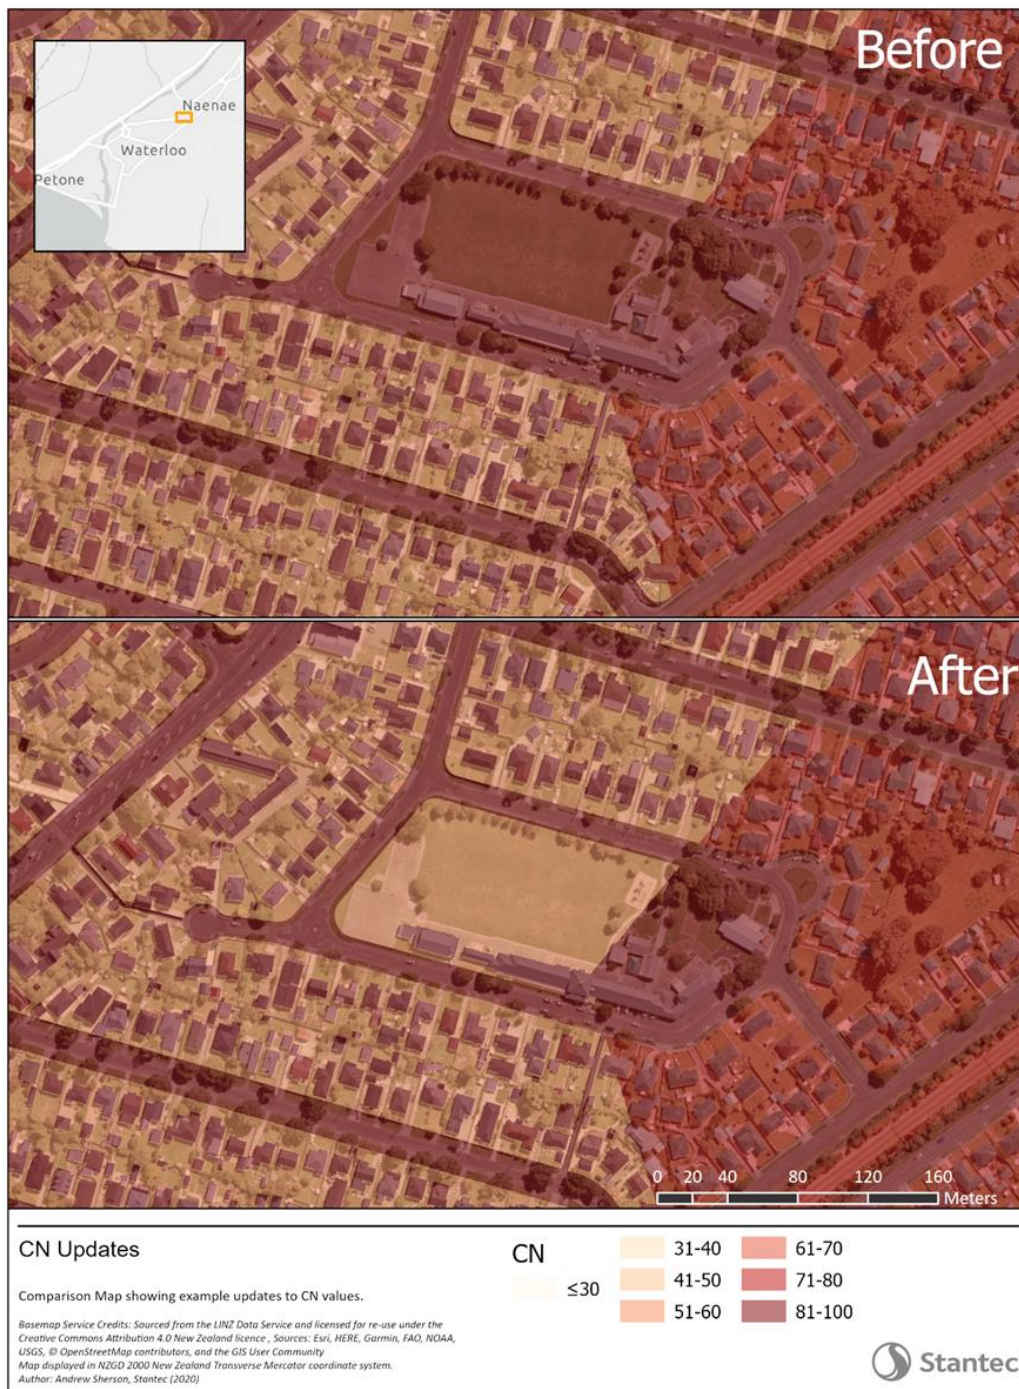 Before
Naenae
Waterloo
Petone
After
0 20 40 80 120 160
Meters
CN Updates
Comparison Map showing example updates to CN values.
Basemap Service Credits: Sourced from the LINZ Data Service and licensed for re-use under the
Creative Commons Attribution 4.0 New Zealand licence , Sources: Esri, HERE, Garmin, FAO, NOAA,
USGS, © OpenStreetMap contributors, and the GIS User Community
Map displayed in NZGD 2000 New Zealand Transverse Mercator coordinate system.
Author: Andrew Sherson, Stantec (2020)
CN
≤30
31-40
41-50
51-60
61-70
71-80
81-100
Stantec